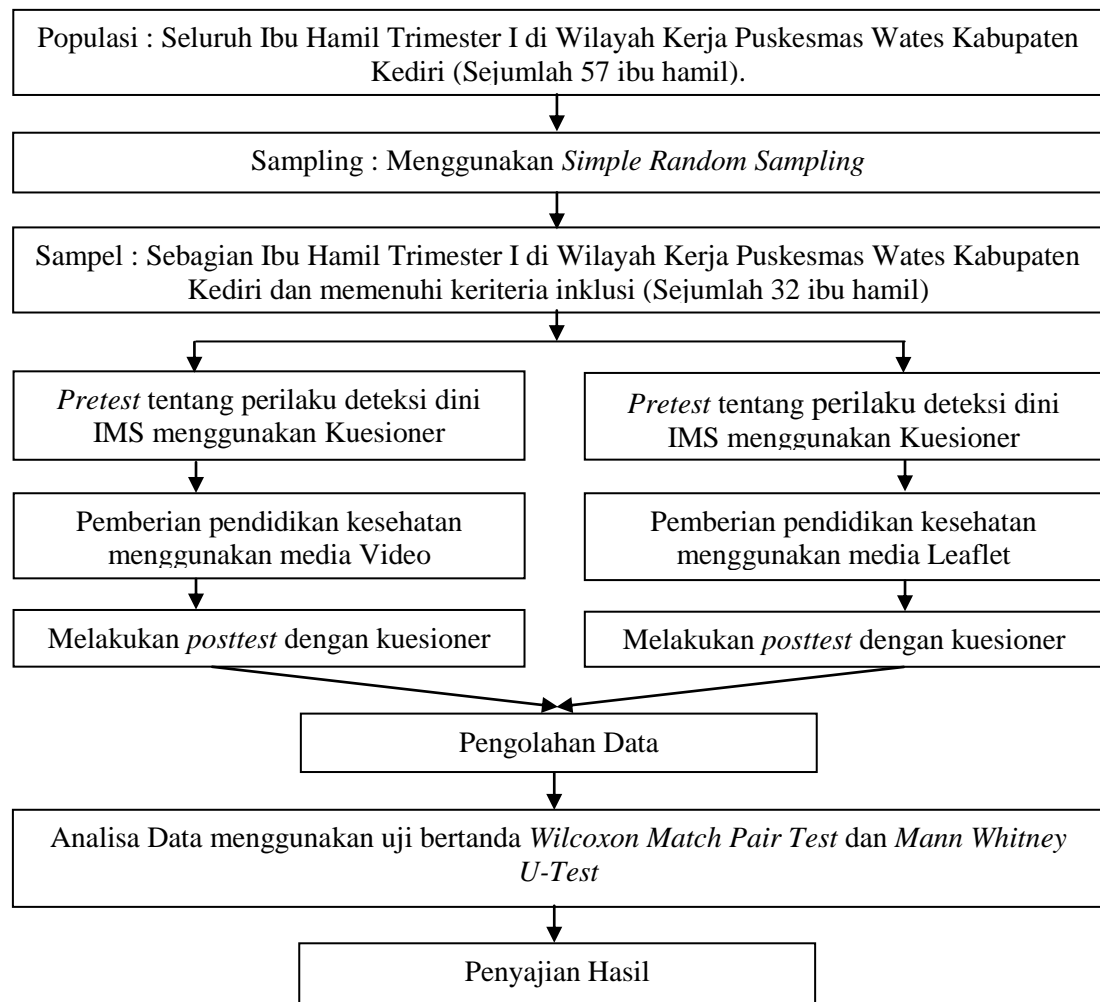 Populasi : Seluruh Ibu Hamil Trimester I di Wilayah Kerja Puskesmas Wates Kabupaten
Kediri (Sejumlah 57 ibu hamil).
Sampling : Menggunakan Simple Random Sampling
Sampel : Sebagian Ibu Hamil Trimester I di Wilayah Kerja Puskesmas Wates Kabupaten
Kediri dan memenuhi keriteria inklusi (Sejumlah 32 ibu hamil)
Pretest tentang perilaku deteksi dini
IMS menggunakan Kuesioner
Pemberian pendidikan kesehatan
menggunakan media Video
Melakukan posttest dengan kuesioner
Pretest tentang perilaku deteksi dini
IMS menggunakan Kuesioner
Pemberian pendidikan kesehatan
menggunakan media Leaflet
Melakukan posttest dengan kuesioner
Pengolahan Data
Analisa Data menggunakan uji bertanda Wilcoxon Match Pair Test dan Mann Whitney
U-Test
Penyajian Hasil